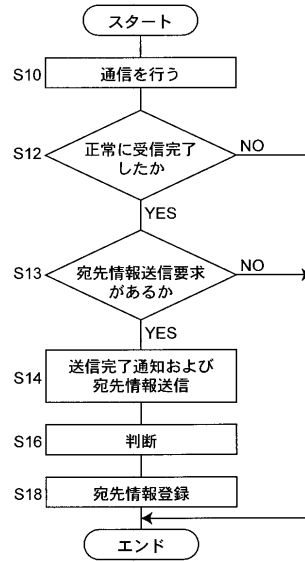 スタート
S10 通信を行う
S12 正常に受信完了
したか
NO
YES
S13 宛先情報送信要求
があるか
NO
YES
S14 送信完了通知および
宛先情報送信
S16 判断
S18 宛先情報登録
エンド